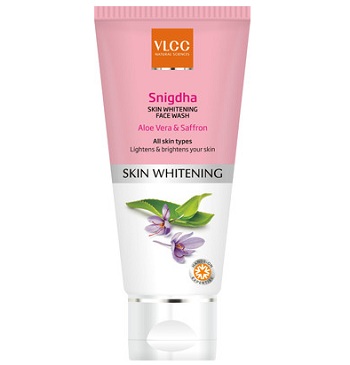 VLCC
NATURAL SCIENCES
Snigdha
SKIN WHITENING
FACE WASH
Aloe Vera & Saffron
All skin types
Lightens & brightens your skin
SKIN WHITENING